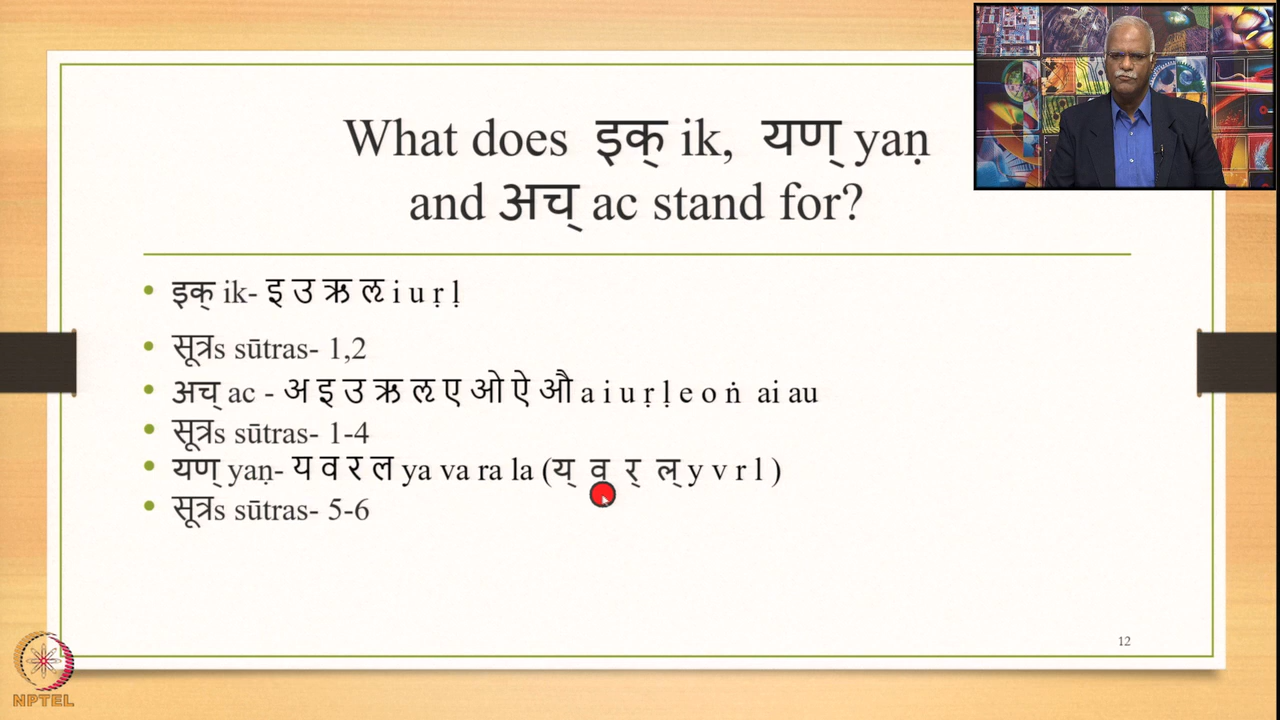 What does इक् ik, यण् yaṇ
and अच् ac stand for?
• इक् ik- इ उ ऋ ऌ i u ṛ ḷ
• सूत्रs sūtras- 1,2
• अच् ac - अ इ उ ऋ ऌ ए ओ ऐ औ a i u ṛ ḷ e o ṅ ai au
• सूत्रs sūtras- 1-4
• यण् yaṇ- य व र ल ya va ra la (य् व् र् ल् y v r l )
• सूत्रs sūtras- 5-6
12
NPTEL